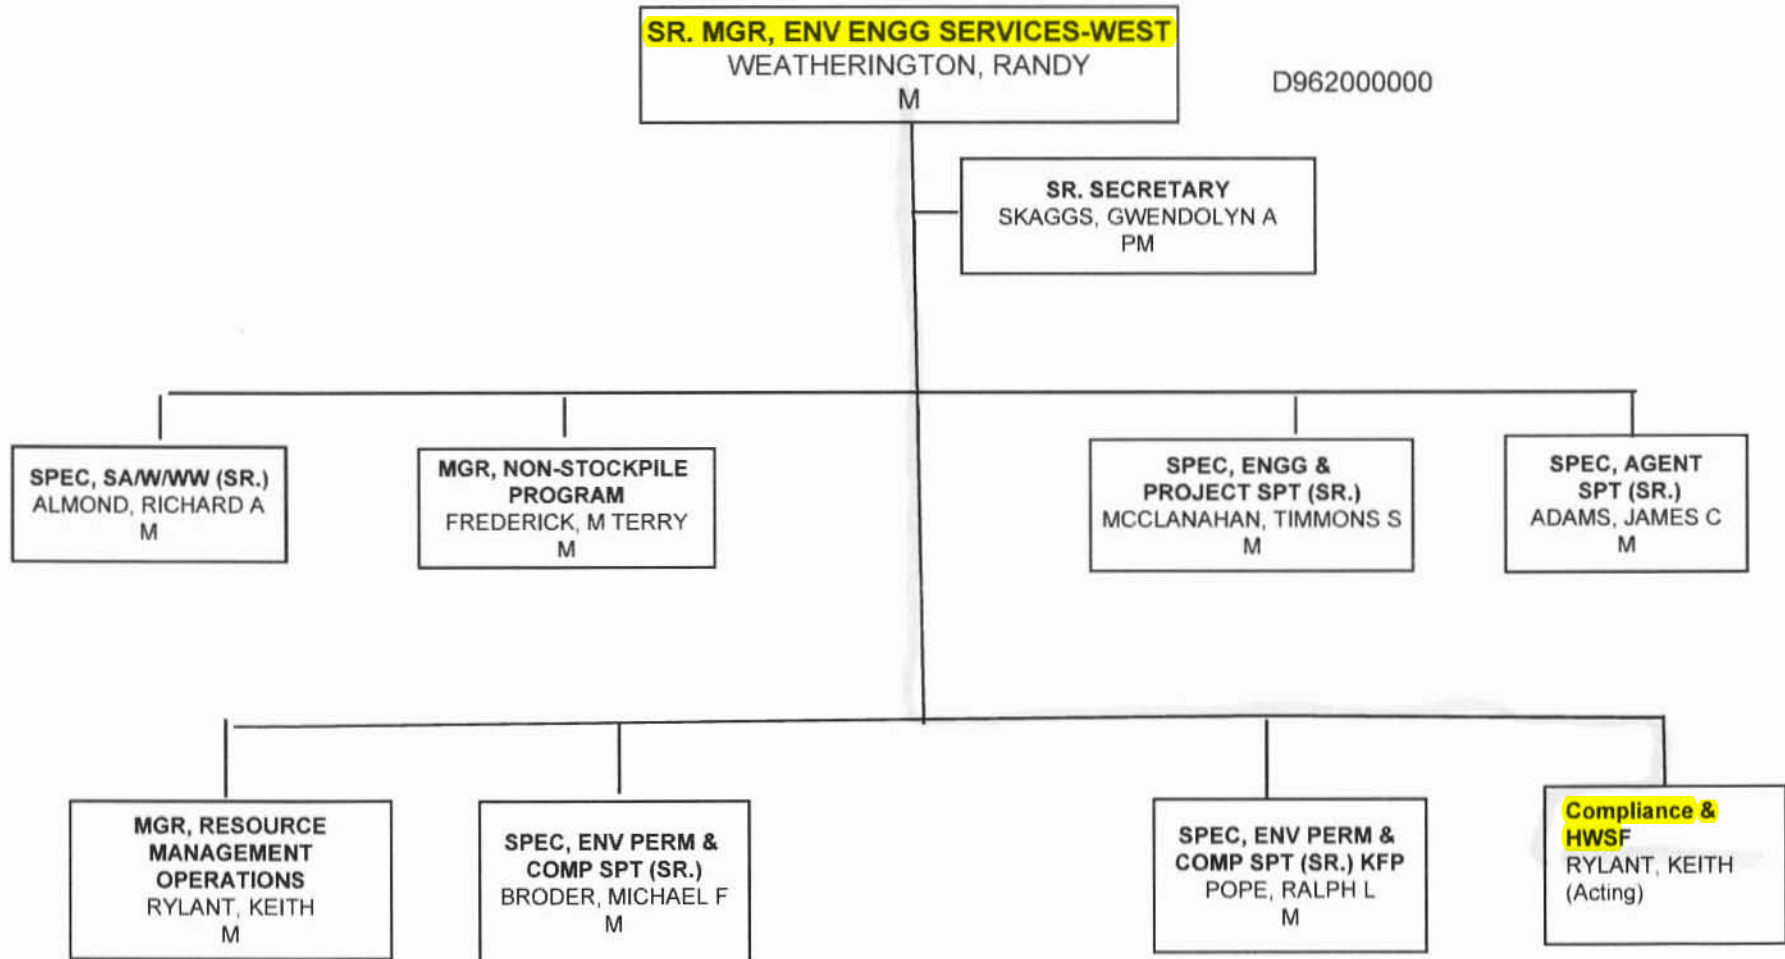 SR. MGR, ENV ENGG SERVICES-WEST
WEATHERINGTON, RANDY
M
D962000000
SR. SECRETARY
SKAGGS, GWENDOLYN A
PM
SPEC, SA/W/WW (SR.)
ALMOND, RICHARD A
M
MGR, NON-STOCKPILE
PROGRAM
FREDERICK, M TERRY
M
SPEC, ENGG &
PROJECT SPT (SR.)
MCCLANAHAN, TIMMONS S
M
SPEC, AGENT
SPT (SR.)
ADAMS, JAMES C
M
MGR, RESOURCE
MANAGEMENT
OPERATIONS
RYLANT, KEITH
M
SPEC, ENV PERM &
COMP SPT (SR.)
BRODER, MICHAEL F
M
SPEC, ENV PERM &
COMP SPT (SR.) KFP
POPE, RALPH L
M
Compliance &
HWSF
RYLANT, KEITH
(Acting)